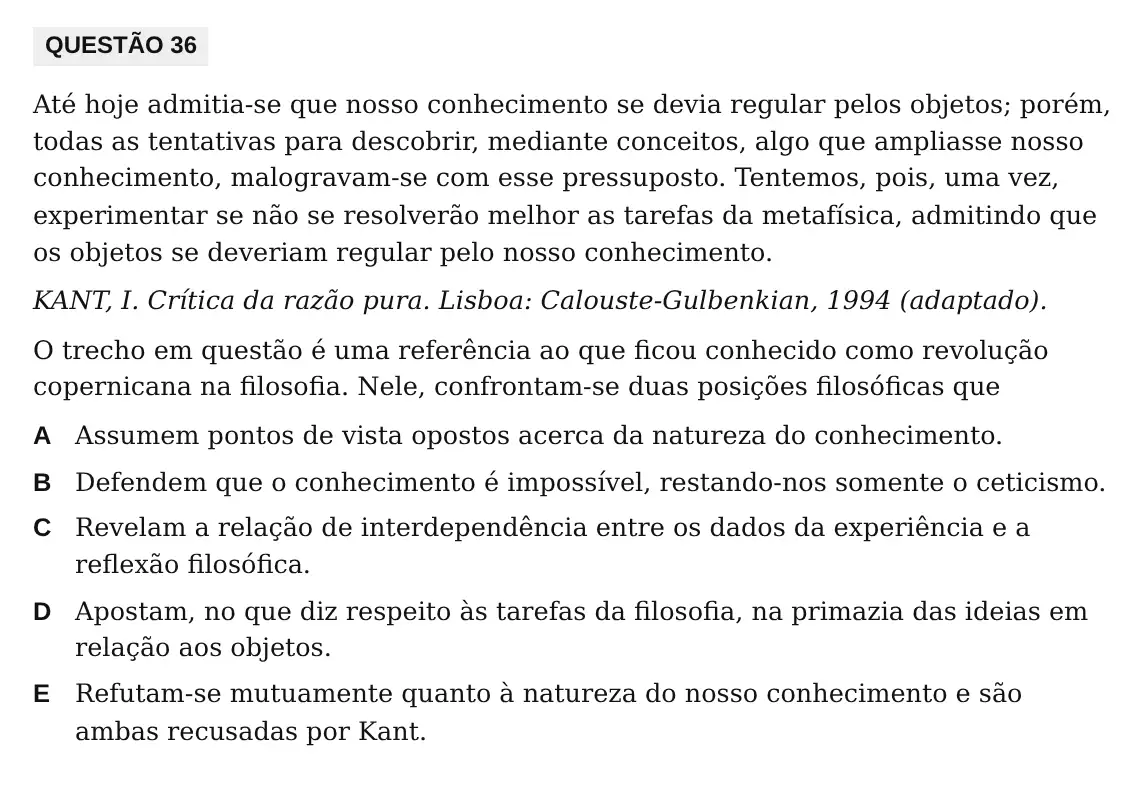 QUESTÃO 36
Até hoje admitia-se que nosso conhecimento se devia regular pelos objetos; porém,
todas as tentativas para descobrir, mediante conceitos, algo que ampliasse nosso
conhecimento, malogravam-se com esse pressuposto. Tentemos, pois, uma vez,
experimentar se não se resolverão melhor as tarefas da metafísica, admitindo que
os objetos se deveriam regular pelo nosso conhecimento.
KANT, I. Crítica da razão pura. Lisboa: Calouste-Gulbenkian, 1994 (adaptado).
O trecho em questão é uma referência ao que ficou conhecido como revolução
copernicana na filosofia. Nele, confrontam-se duas posições filosóficas que
A Assumem pontos de vista opostos acerca da natureza do conhecimento.
B Defendem que o conhecimento é impossível, restando-nos somente o ceticismo.
C Revelam a relação de interdependência entre os dados da experiência e a
reflexão filosófica.
D Apostam, no que diz respeito às tarefas da filosofia, na primazia das ideias em
relação aos objetos.
E Refutam-se mutuamente quanto à natureza do nosso conhecimento e são
ambas recusadas por Kant.